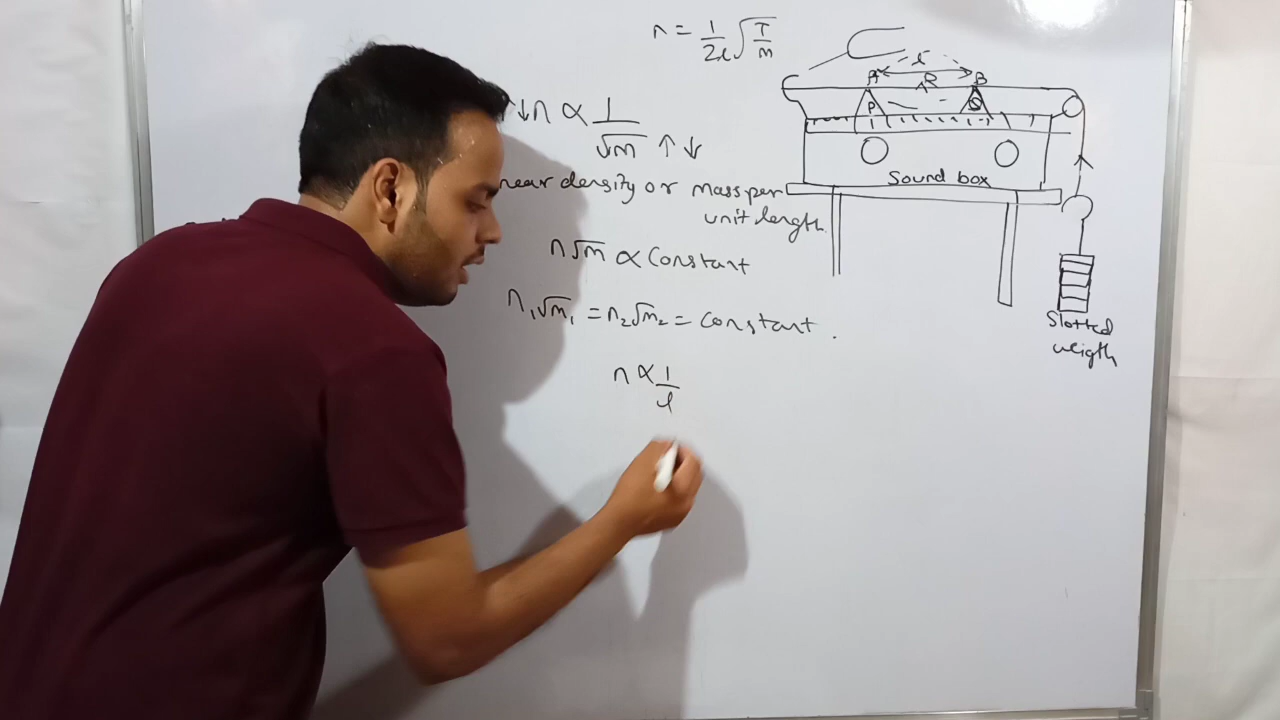 n = 1/2l √T/m
↑↓n ∝ 1/√m ↑↓
near density or mass per
unit length
n√m ∝ Constant
n₁√m₁ = n₂√m₂ = constant.
n ∝ 1/l
l
A B
R
P S
Sound box
Slotted
weigth